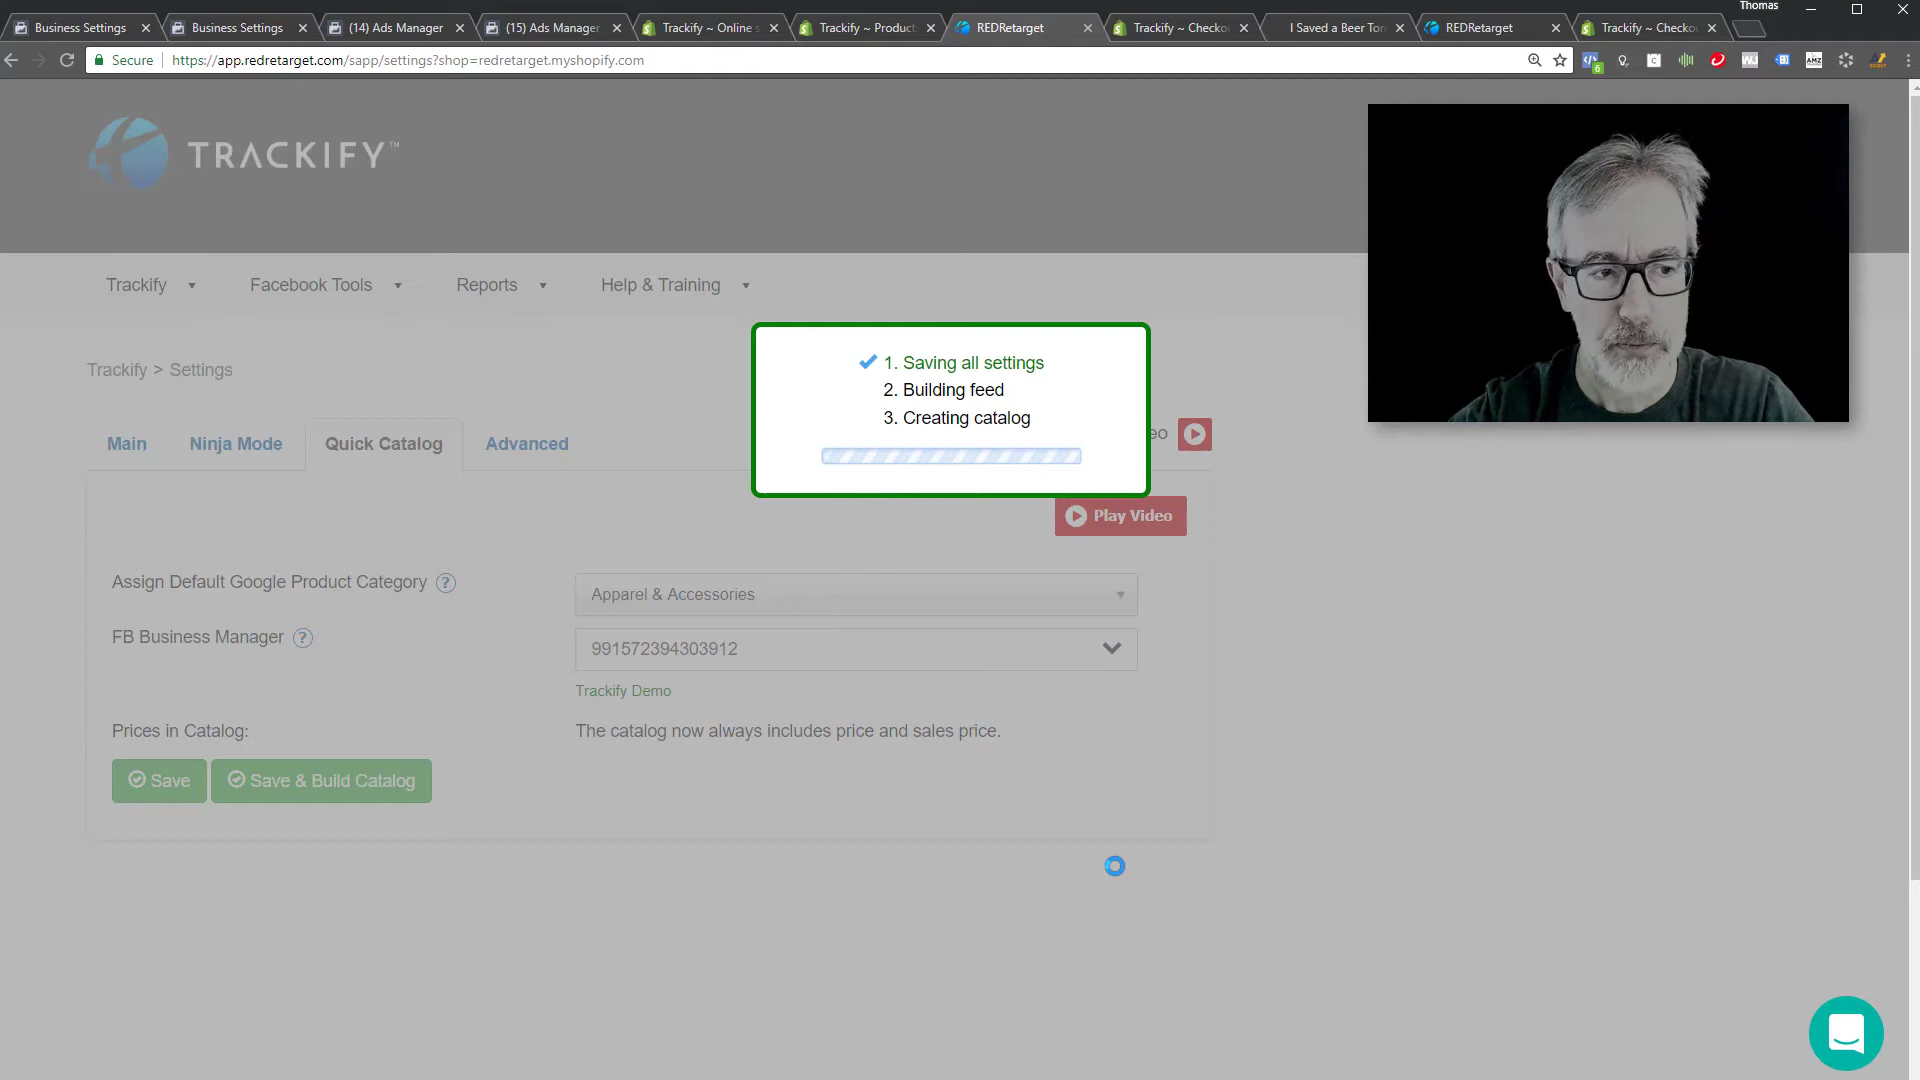 Thomas
Business Settings
Business Settings
(14) Ads Manager
(15) Ads Manager
Trackify ~ Online s
Trackify ~ Product
REDRetarget
Trackify ~ Checko
I Saved a Beer Ton
REDRetarget
Trackify ~ Checko
Secure
https://app.redretarget.com/sapp/settings?shop=redretarget.myshopify.com
6
TRACKIFY™
Trackify
Facebook Tools
Reports
Help & Training
Trackify > Settings
1. Saving all settings
2. Building feed
3. Creating catalog
Main
Ninja Mode
Quick Catalog
Advanced
eo
Play Video
Assign Default Google Product Category ?
Apparel & Accessories
FB Business Manager ?
991572394303912
Trackify Demo
Prices in Catalog:
The catalog now always includes price and sales price.
Save
Save & Build Catalog